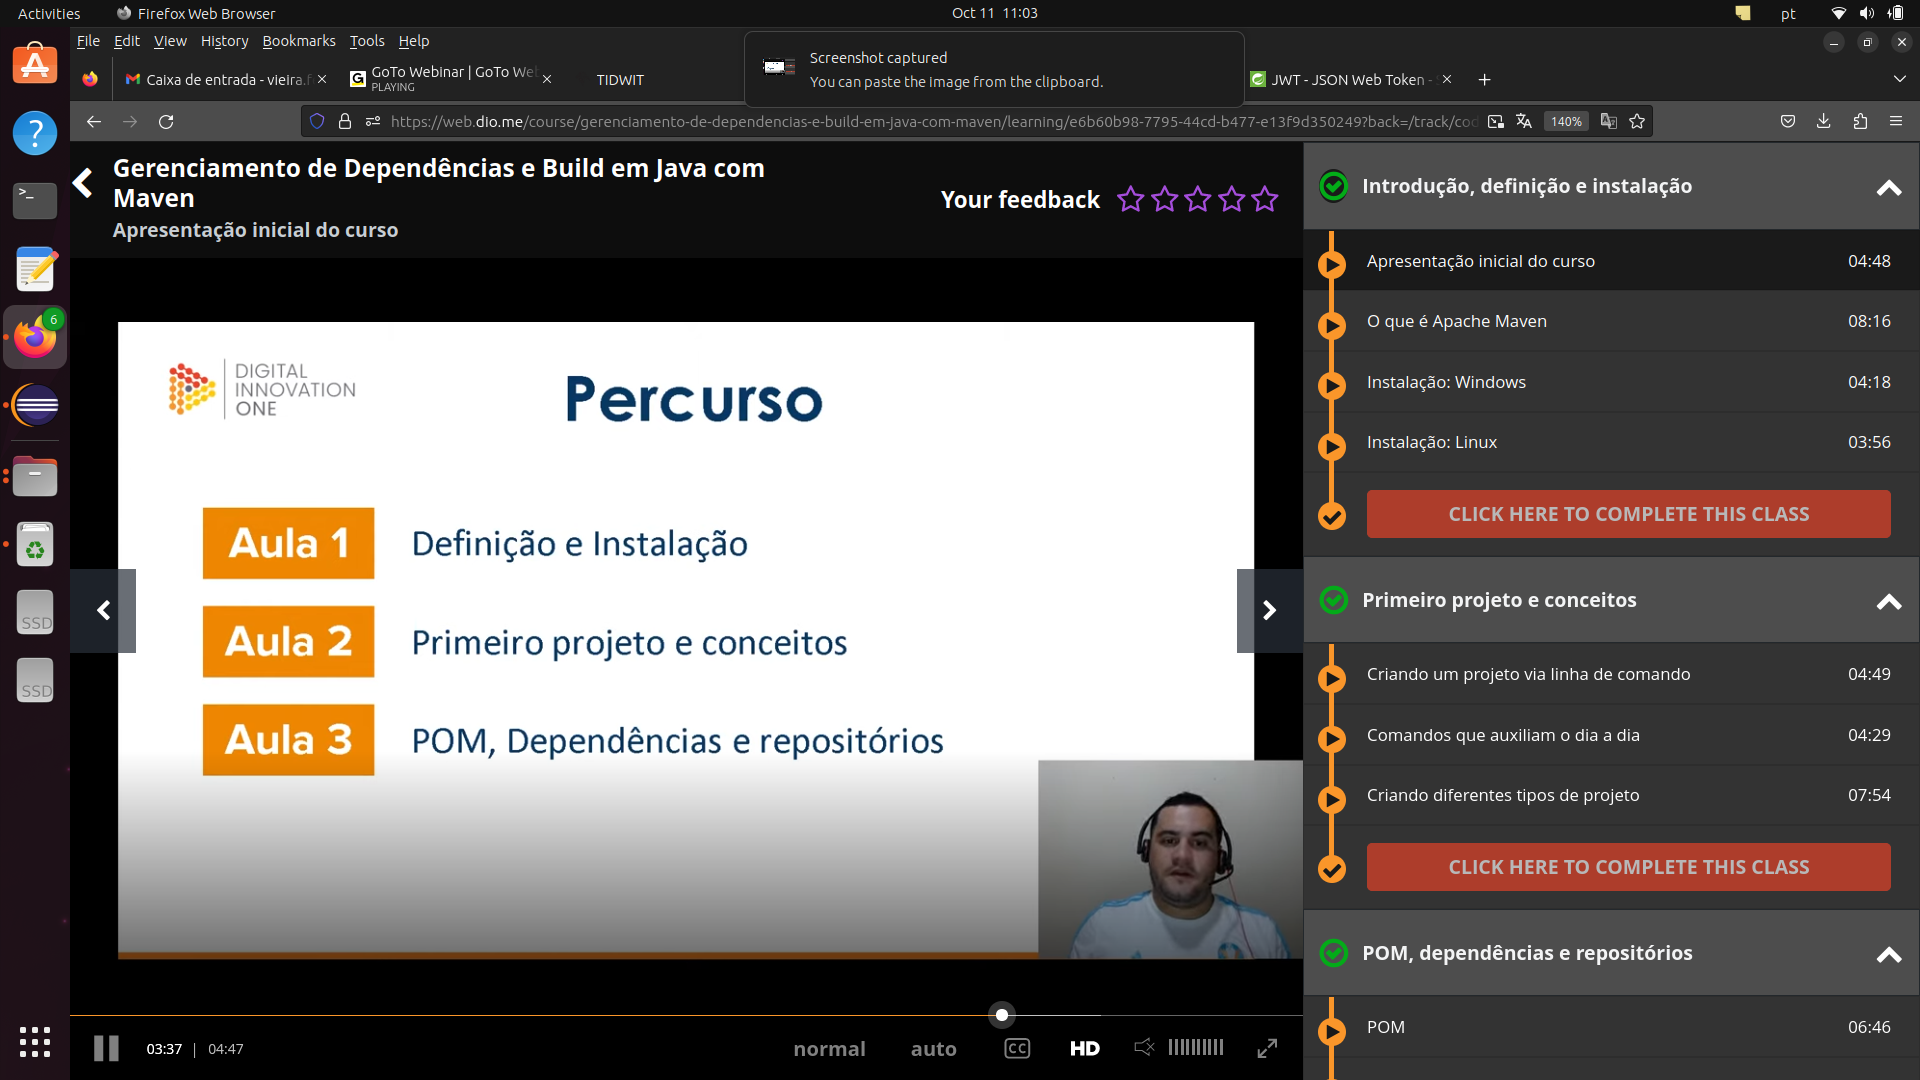 Activities
Firefox Web Browser
Oct 11 11:03
pt
File Edit View History Bookmarks Tools Help
Screenshot captured
You can paste the image from the clipboard.
Caixa de entrada - vieira.f
GoTo Webinar | GoTo We
PLAYING
TIDWIT
JWT - JSON Web Token -
https://web.dio.me/course/gerenciamento-de-dependencias-e-build-em-java-com-maven/learning/e6b60b98-7795-44cd-b477-e13f9d350249?back=/track/cod
140%
6
SSD
SSD
Gerenciamento de Dependências e Build em Java com
Maven
Apresentação inicial do curso
Your feedback
DIGITAL
INNOVATION
ONE
Percurso
Aula 1 Definição e Instalação
Aula 2 Primeiro projeto e conceitos
Aula 3 POM, Dependências e repositórios
03:37 | 04:47
normal
auto
CC
HD
Introdução, definição e instalação
Apresentação inicial do curso 04:48
O que é Apache Maven 08:16
Instalação: Windows 04:18
Instalação: Linux 03:56
CLICK HERE TO COMPLETE THIS CLASS
Primeiro projeto e conceitos
Criando um projeto via linha de comando 04:49
Comandos que auxiliam o dia a dia 04:29
Criando diferentes tipos de projeto 07:54
CLICK HERE TO COMPLETE THIS CLASS
POM, dependências e repositórios
POM 06:46